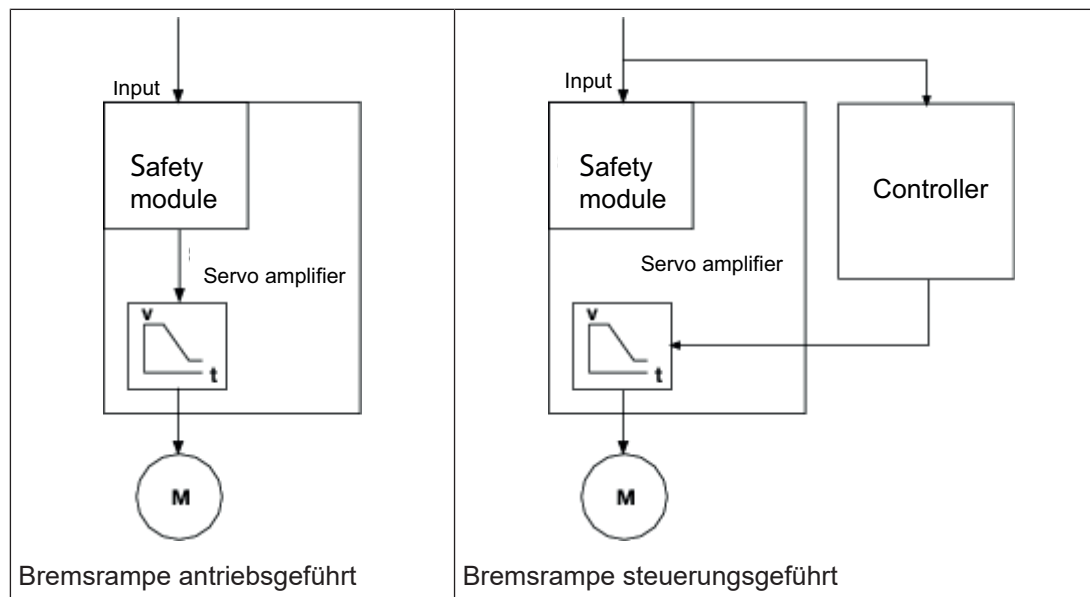 Input
Safety
module
Servo amplifier
v
t
M
Bremsrampe antriebsgeführt
Input
Safety
module
Controller
Servo amplifier
v
t
M
Bremsrampe steuerungsgeführt